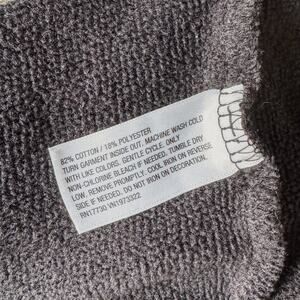 82% COTTON / 18% POLYESTER
TURN GARMENT INSIDE OUT. MACHINE WASH COLD
WITH LIKE COLORS. GENTLE CYCLE. ONLY
NON-CHLORINE BLEACH IF NEEDED. TUMBLE DRY
LOW. REMOVE PROMPTLY. COOL IRON ON REVERSE
SIDE IF NEEDED. DO NOT IRON ON DECORATION.
RN17730 VN1973322